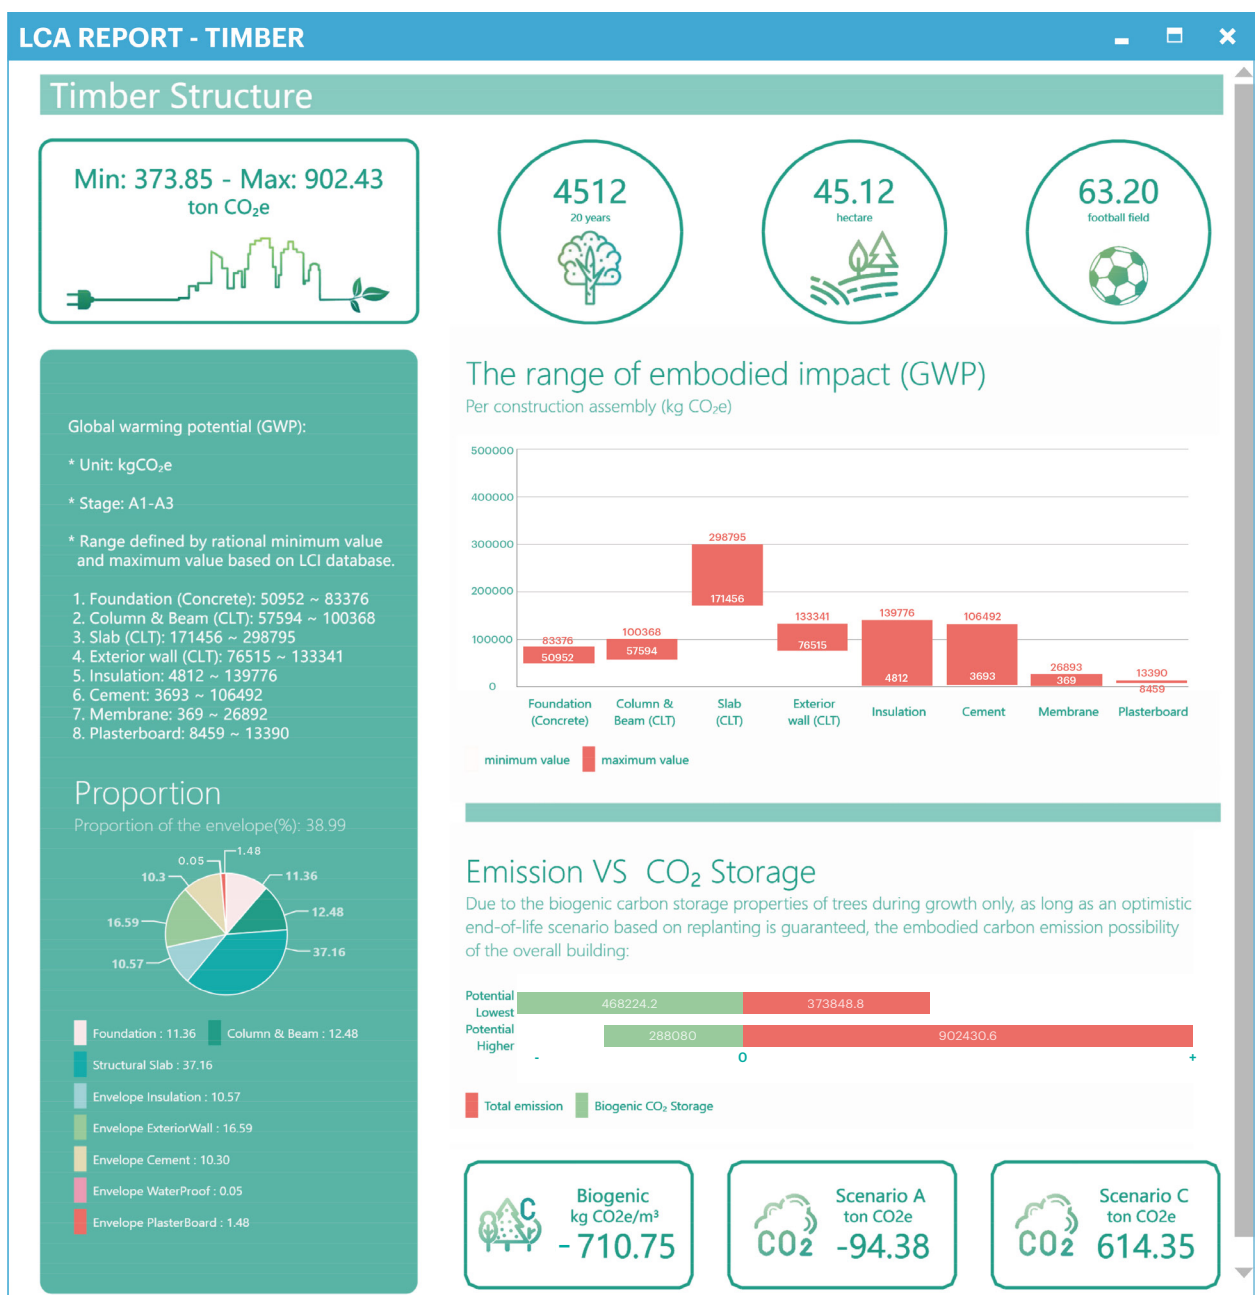 LCA REPORT - TIMBER
Timber Structure
Min: 373.85 - Max: 902.43
ton CO₂e
4512
20 years
45.12
hectare
63.20
football field
Global warming potential (GWP):
* Unit: kgCO₂e
* Stage: A1-A3
* Range defined by rational minimum value
and maximum value based on LCI database.
1. Foundation (Concrete): 50952 ~ 83376
2. Column & Beam (CLT): 57594 ~ 100368
3. Slab (CLT): 171456 ~ 298795
4. Exterior wall (CLT): 76515 ~ 133341
5. Insulation: 4812 ~ 139776
6. Cement: 3693 ~ 106492
7. Membrane: 369 ~ 26892
8. Plasterboard: 8459 ~ 13390
Proportion
Proportion of the envelope(%): 38.99
1.48
0.05
10.3
11.36
16.59
12.48
37.16
10.57
Foundation : 11.36
Column & Beam : 12.48
Structural Slab : 37.16
Envelope Insulation : 10.57
Envelope ExteriorWall : 16.59
Envelope Cement : 10.30
Envelope WaterProof : 0.05
Envelope PlasterBoard : 1.48
The range of embodied impact (GWP)
Per construction assembly (kg CO₂e)
500000
400000
300000
200000
100000
0
83376
50952
100368
57594
298795
171456
133341
76515
139776
4812
106492
3693
26893
369
13390
8459
Foundation
(Concrete)
Column &
Beam (CLT)
Slab
(CLT)
Exterior
wall (CLT)
Insulation
Cement
Membrane
Plasterboard
minimum value
maximum value
Emission VS CO₂ Storage
Due to the biogenic carbon storage properties of trees during growth only, as long as an optimistic
end-of-life scenario based on replanting is guaranteed, the embodied carbon emission possibility
of the overall building:
Potential
Lowest
468224.2
373848.8
Potential
Higher
288080
902430.6
-
0
+
Total emission
Biogenic CO₂ Storage
C
Biogenic
kg CO2e/m³
-710.75
CO2
Scenario A
ton CO2e
-94.38
CO2
Scenario C
ton CO2e
614.35